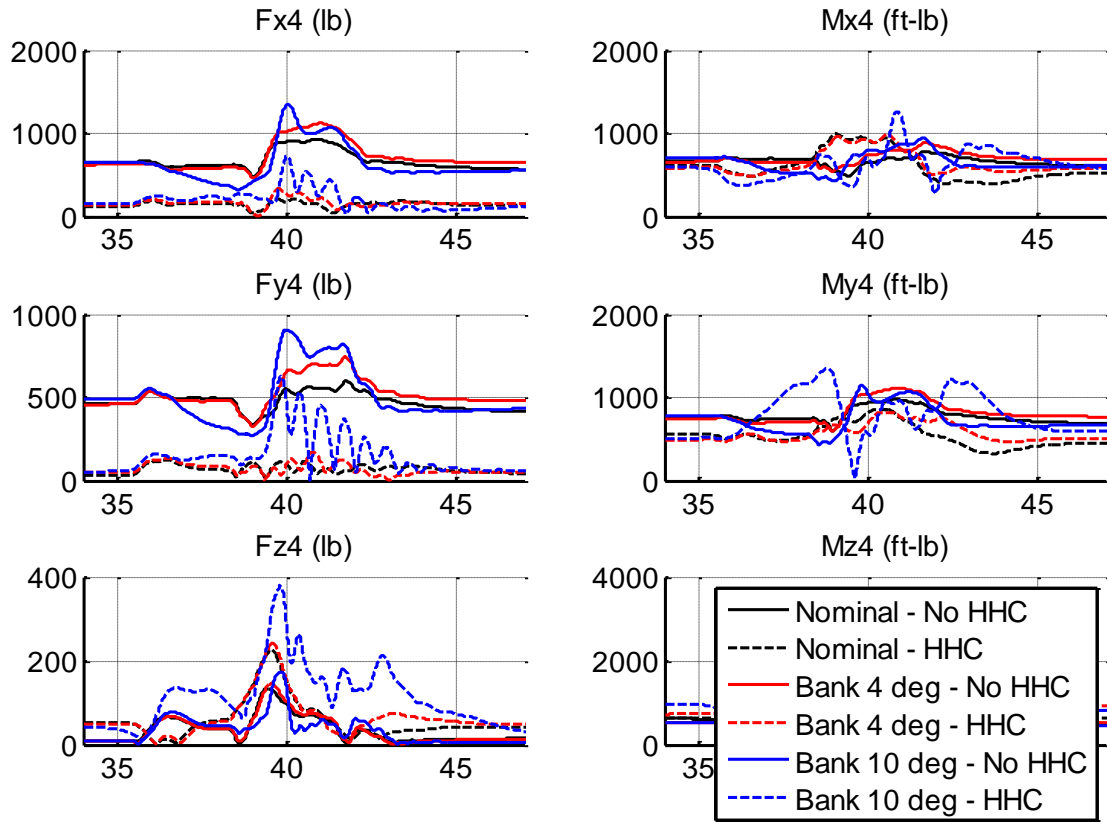 Fx4 (lb)
2000
1000
0
35 40 45
Mx4 (ft-lb)
2000
1000
0
35 40 45
Fy4 (lb)
1000
500
0
35 40 45
My4 (ft-lb)
2000
1000
0
35 40 45
Fz4 (lb)
400
200
0
35 40 45
Mz4 (ft-lb)
4000
2000
0
35
Nominal - No HHC
Nominal - HHC
Bank 4 deg - No HHC
Bank 4 deg - HHC
Bank 10 deg - No HHC
Bank 10 deg - HHC